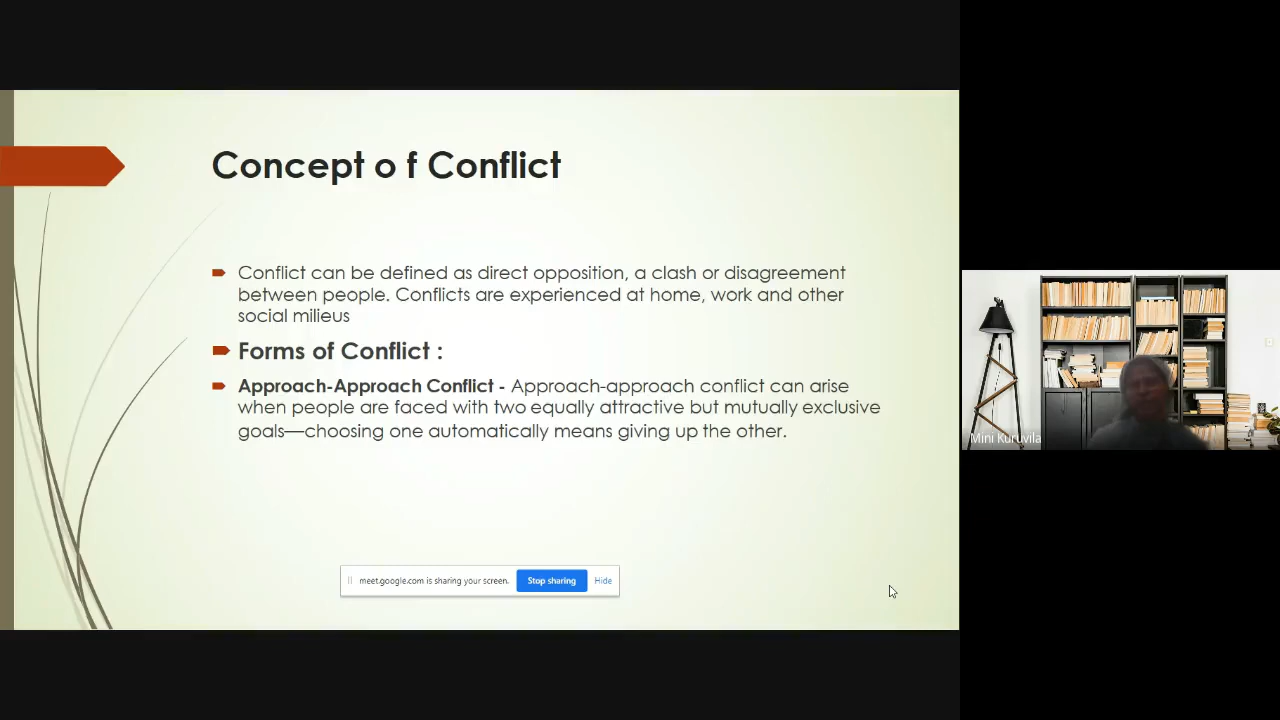 Concept o f Conflict
Conflict can be defined as direct opposition, a clash or disagreement
between people. Conflicts are experienced at home, work and other
social milieus
Forms of Conflict :
Approach-Approach Conflict - Approach-approach conflict can arise
when people are faced with two equally attractive but mutually exclusive
goals—choosing one automatically means giving up the other.
meet.google.com is sharing your screen. Stop sharing Hide
Mini Kuruvila